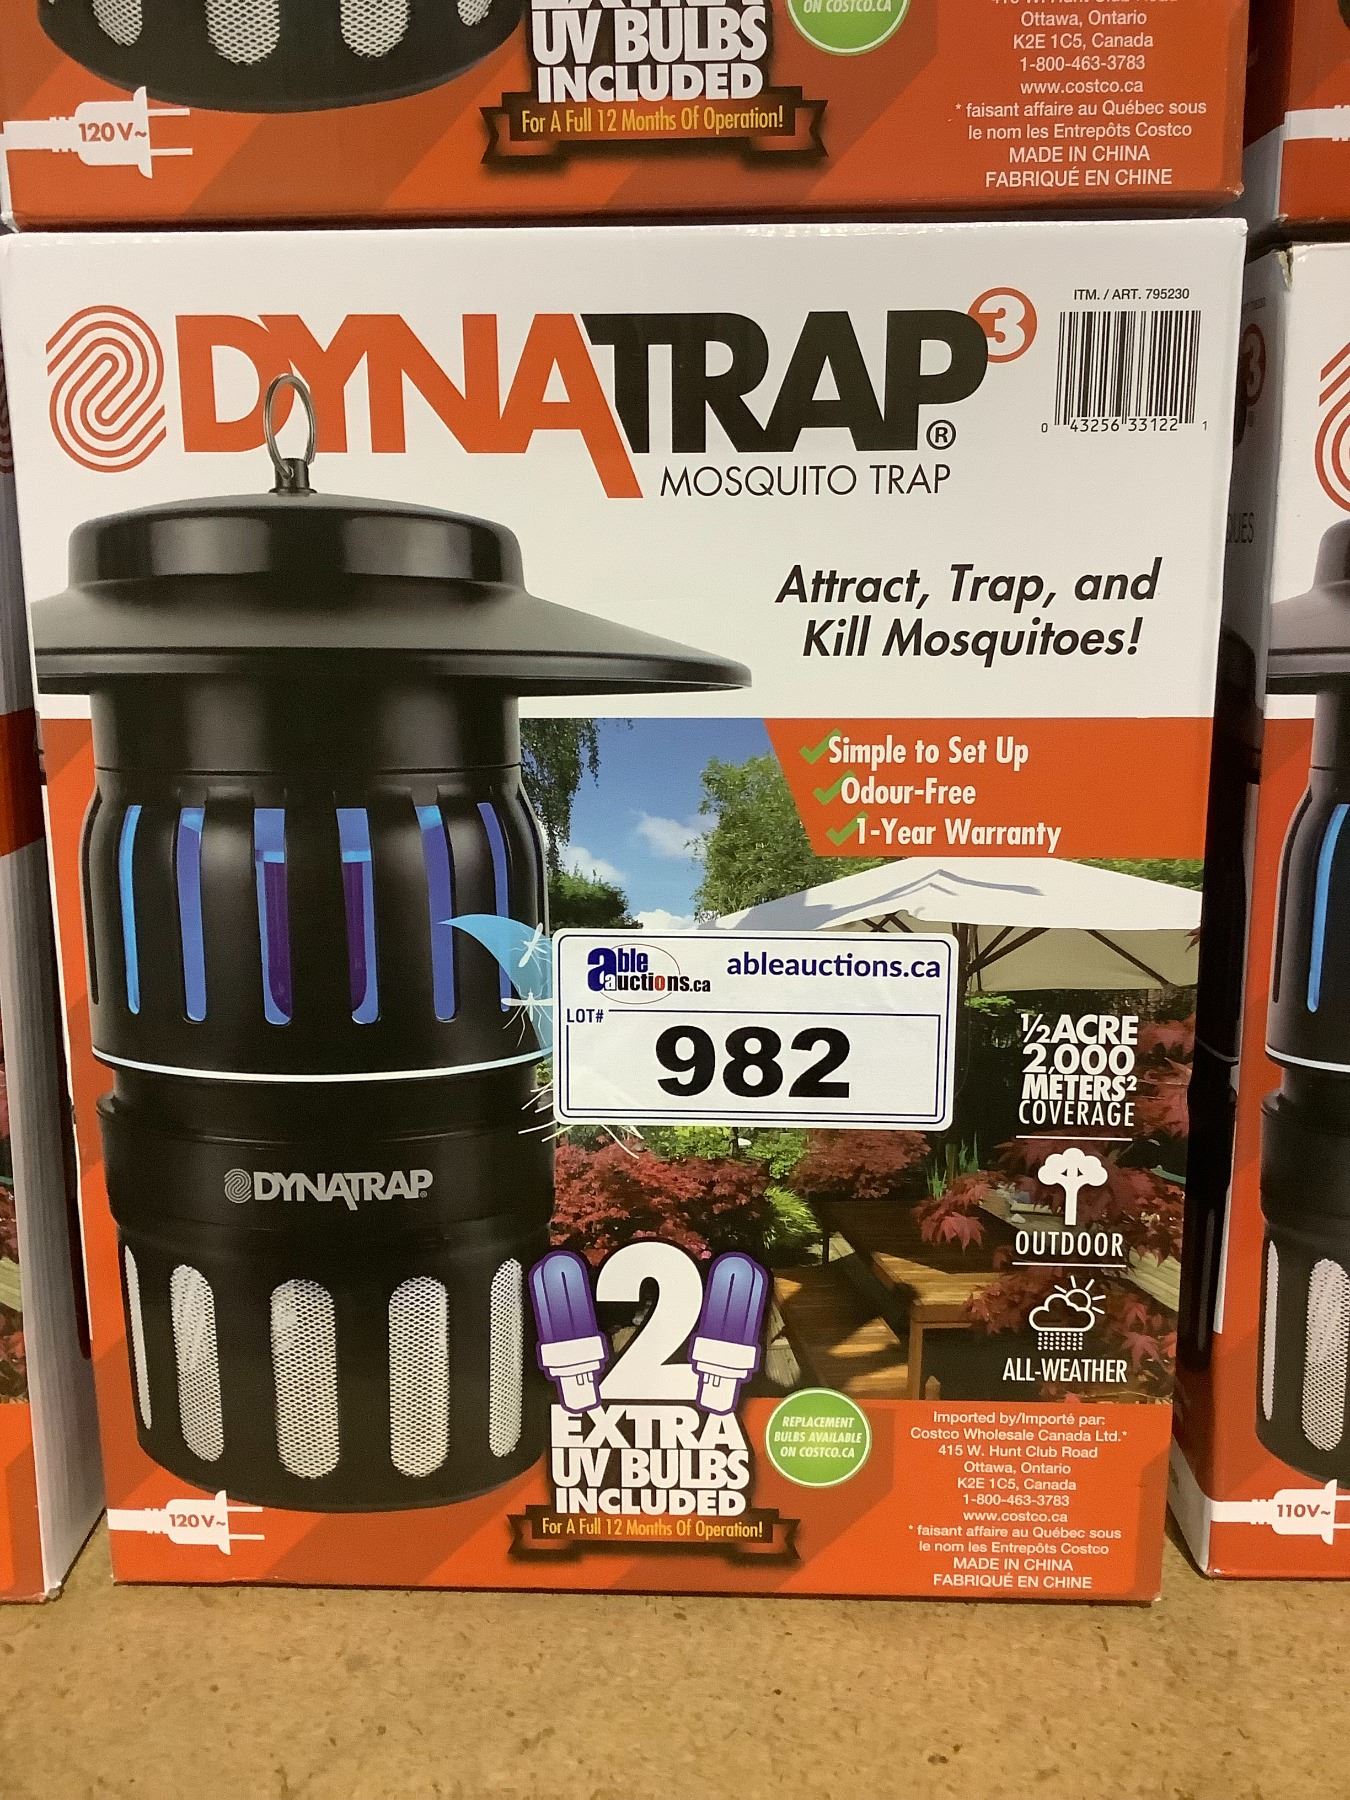 ON COSTCO.CA
UV BULBS
INCLUDED
For A Full 12 Months Of Operation!
120V~
Ottawa, Ontario
K2E 1C5, Canada
1-800-463-3783
www.costco.ca
* faisant affaire au Québec sous
le nom les Entrepôts Costco
MADE IN CHINA
FABRIQUÉ EN CHINE
DYNATRAP®3
MOSQUITO TRAP
ITM. / ART. 795230
0 43256 33122 1
Attract, Trap, and
Kill Mosquitoes!
Simple to Set Up
Odour-Free
1-Year Warranty
able auctions.ca
ableauctions.ca
LOT#
982
½ ACRE
2,000
METERS²
COVERAGE
OUTDOOR
ALL-WEATHER
DYNATRAP
2
EXTRA
UV BULBS
INCLUDED
For A Full 12 Months Of Operation!
REPLACEMENT
BULBS AVAILABLE
ON COSTCO.CA
120V~
Imported by/Importé par:
Costco Wholesale Canada Ltd.*
415 W. Hunt Club Road
Ottawa, Ontario
K2E 1C5, Canada
1-800-463-3783
www.costco.ca
* faisant affaire au Québec sous
le nom les Entrepôts Costco
MADE IN CHINA
FABRIQUÉ EN CHINE
3
110V~